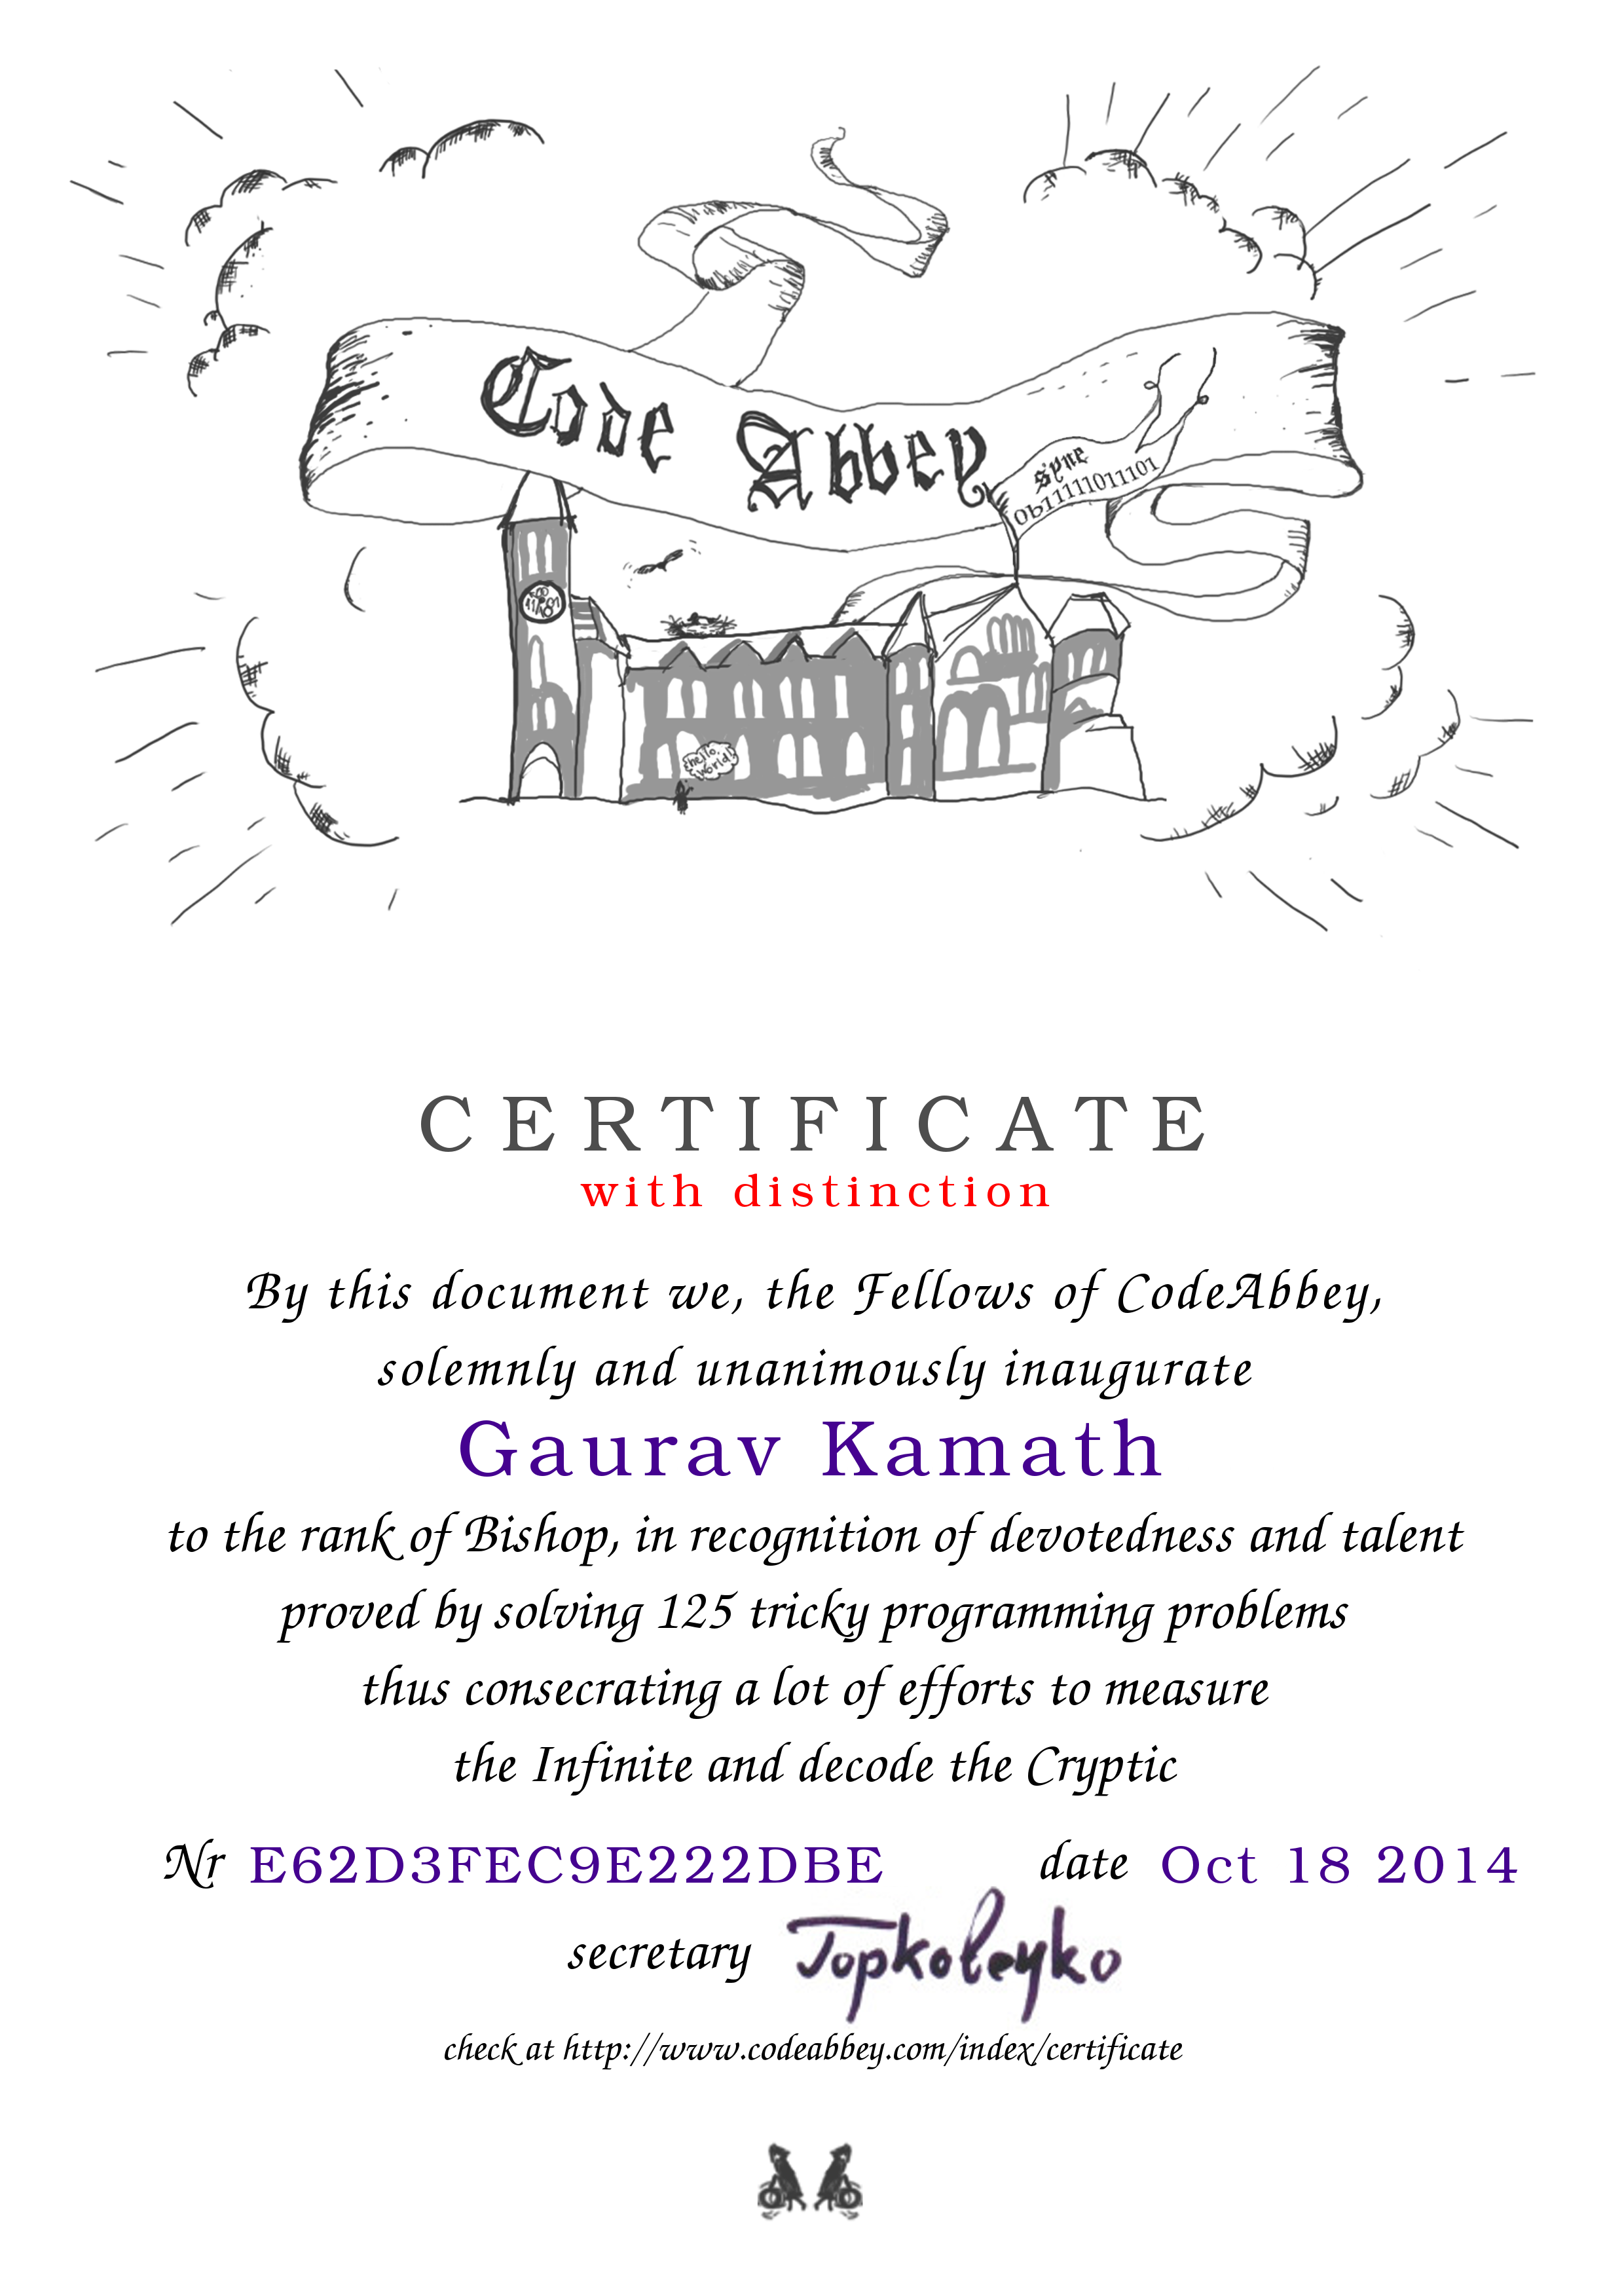 Code Abbey
syne
0b11111011101
hello,
world!
CERTIFICATE
with distinction
By this document we, the Fellows of CodeAbbey,
solemnly and unanimously inaugurate
Gaurav Kamath
to the rank of Bishop, in recognition of devotedness and talent
proved by solving 125 tricky programming problems
thus consecrating a lot of efforts to measure
the Infinite and decode the Cryptic
Nr E62D3FEC9E222DBE date Oct 18 2014
secretary
check at http://www.codeabbey.com/index/certificate